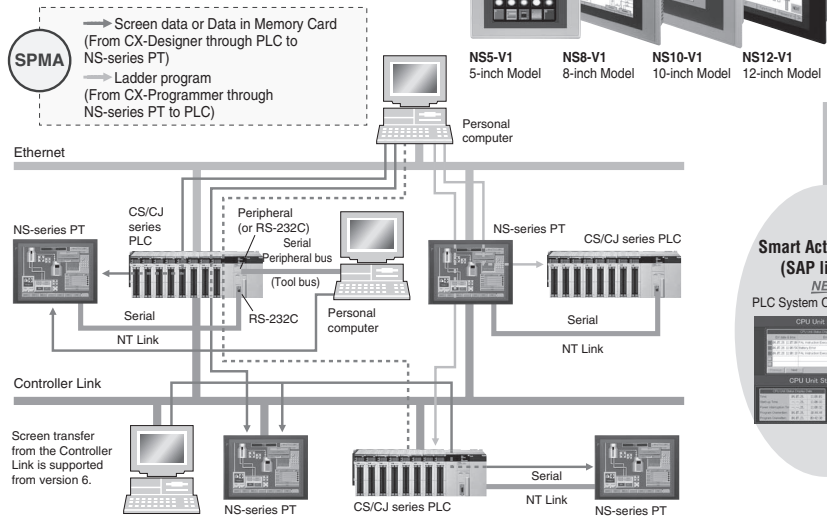 SPMA
Screen data or Data in Memory Card
(From CX-Designer through PLC to
NS-series PT)
Ladder program
(From CX-Programmer through
NS-series PT to PLC)
NS5-V1
5-inch Model
NS8-V1
8-inch Model
NS10-V1
10-inch Model
NS12-V1
12-inch Model
Personal
computer
Ethernet
NS-series PT
CS/CJ
series
PLC
Peripheral
(or RS-232C)
Serial
Peripheral bus
(Tool bus)
RS-232C
Personal
computer
Serial
NT Link
NS-series PT
CS/CJ series PLC
Serial
NT Link
Controller Link
Screen transfer
from the Controller
Link is supported
from version 6.
NS-series PT
CS/CJ series PLC
Serial
NT Link
NS-series PT
Smart Act
(SAP li
NE
PLC System C
CPU Unit
CPU Unit St